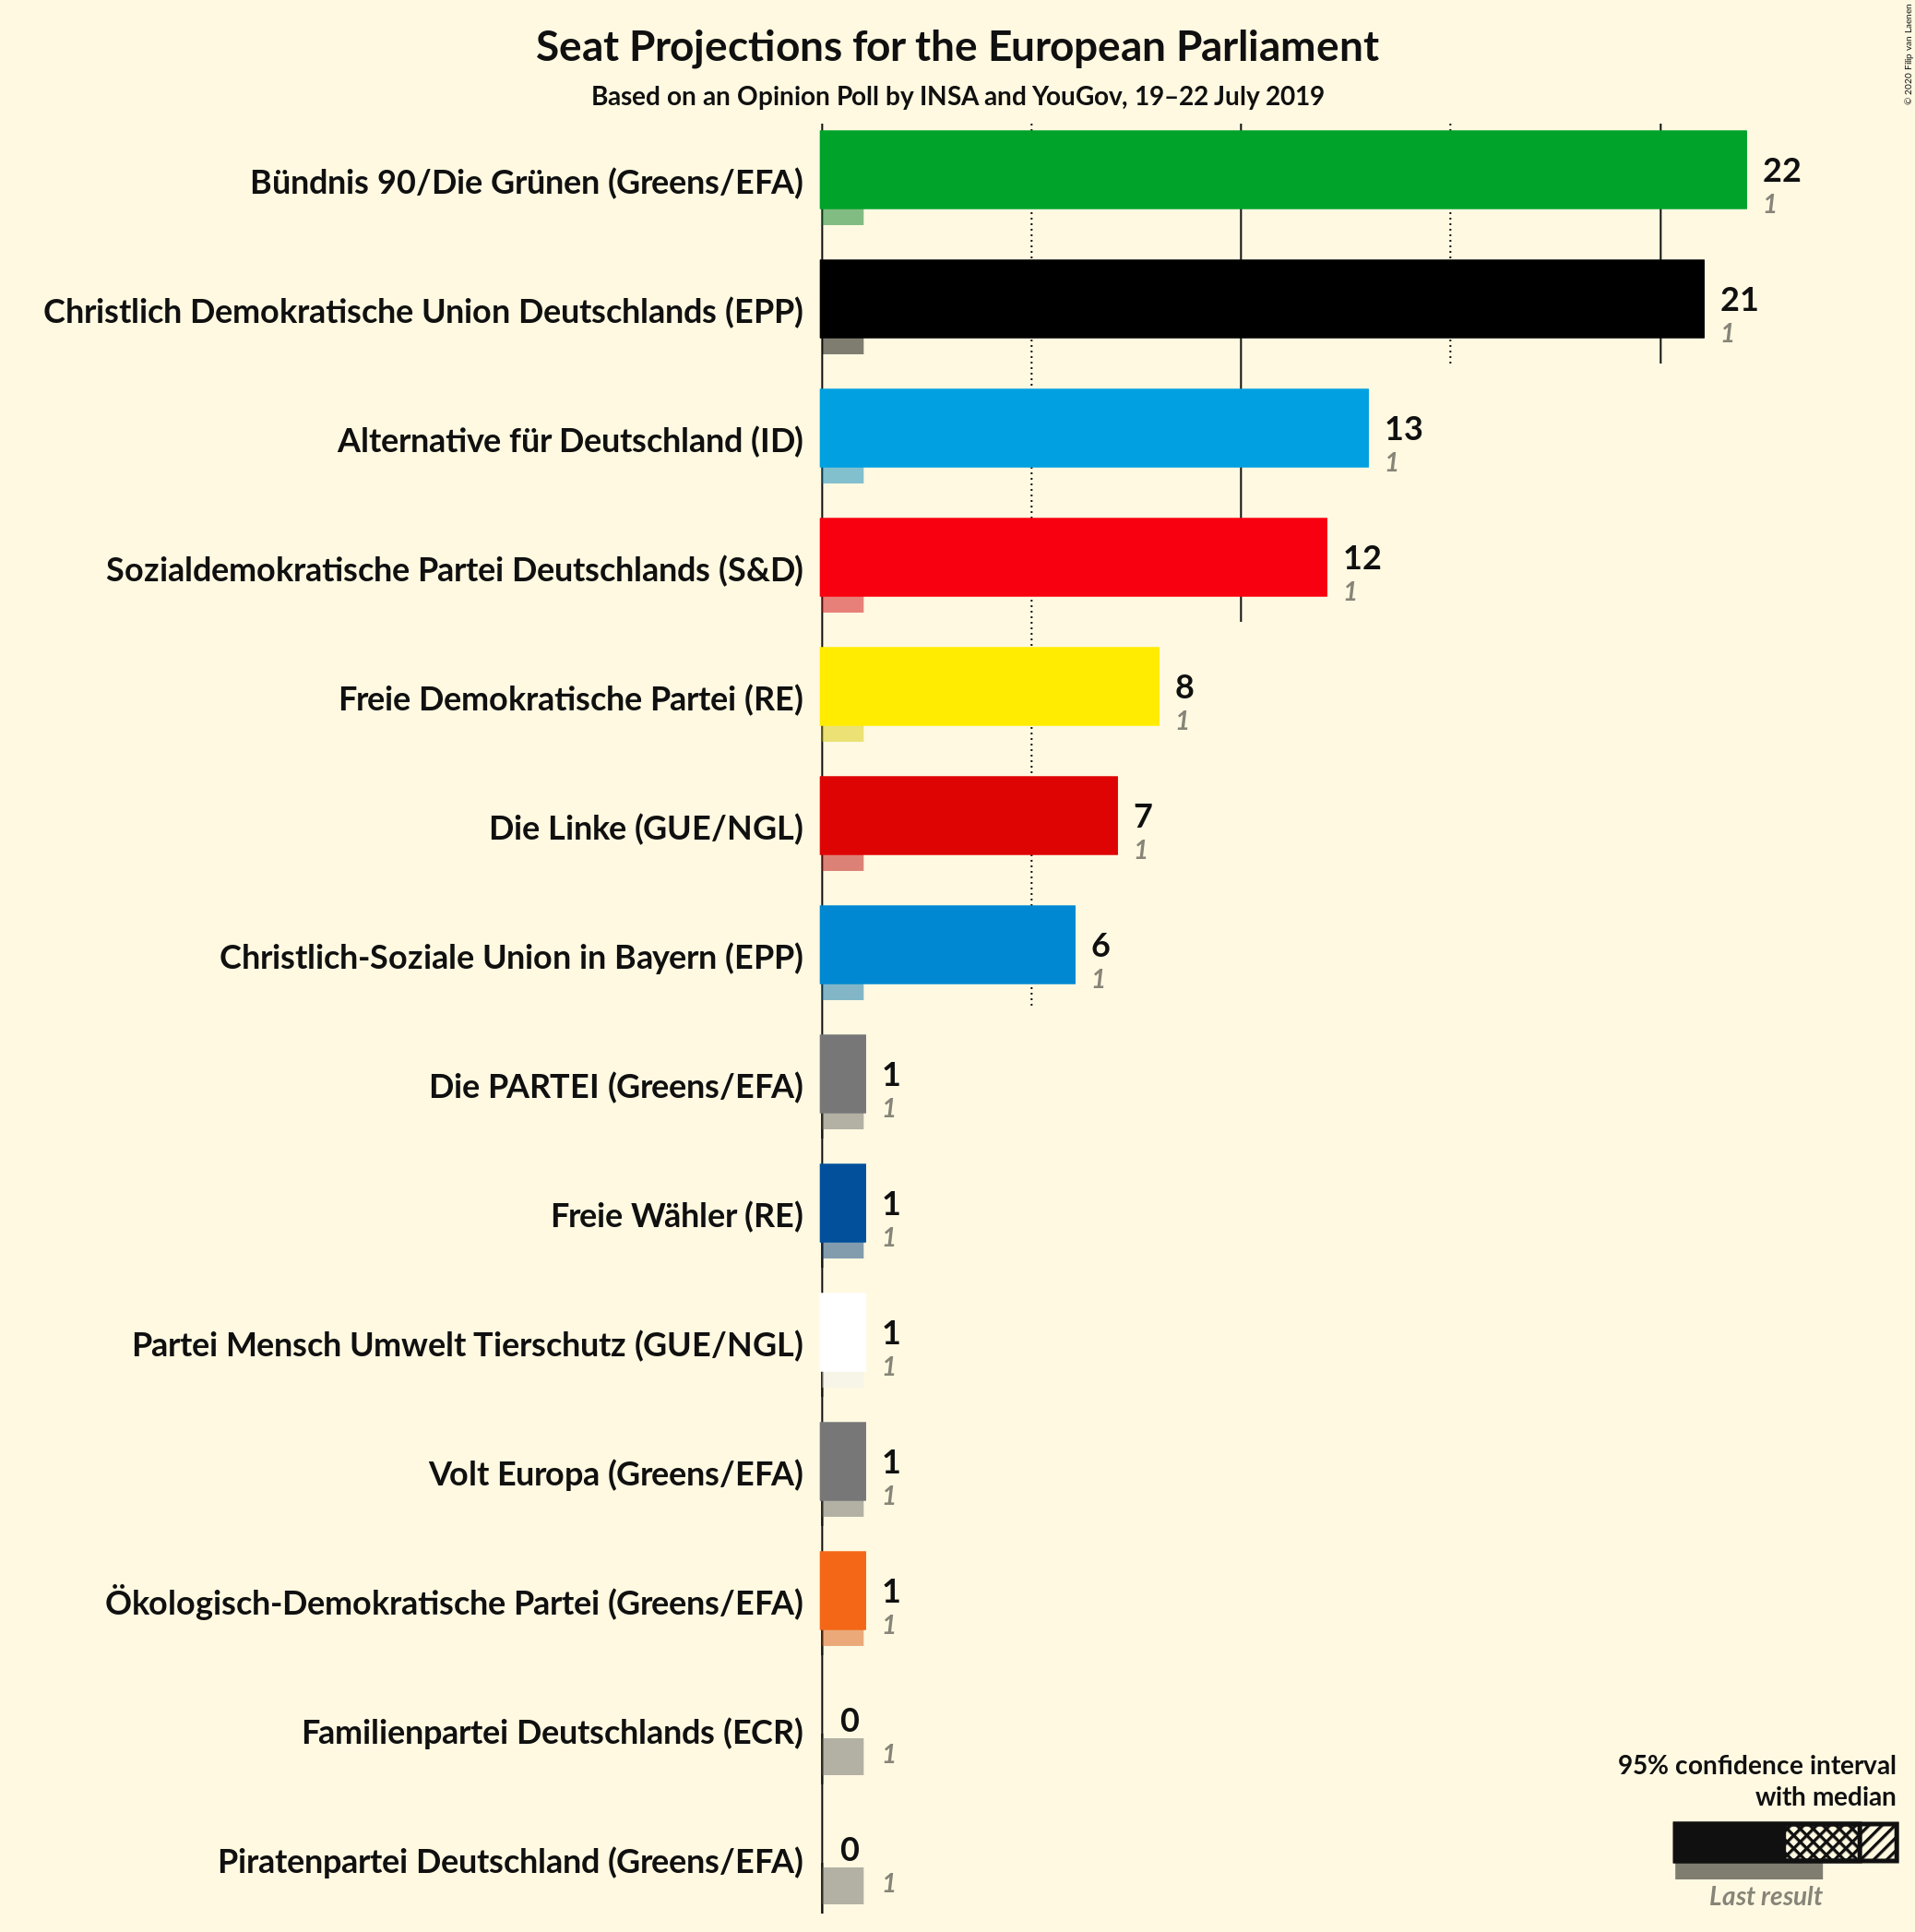 Seat Projections for the European Parliament
Based on an Opinion Poll by INSA and YouGov, 19–22 July 2019
© 2020 Filip van Laenen
Bündnis 90/Die Grünen (Greens/EFA)
22
1
Christlich Demokratische Union Deutschlands (EPP)
21
1
Alternative für Deutschland (ID)
13
1
Sozialdemokratische Partei Deutschlands (S&D)
12
1
Freie Demokratische Partei (RE)
8
1
Die Linke (GUE/NGL)
7
1
Christlich-Soziale Union in Bayern (EPP)
6
1
Die PARTEI (Greens/EFA)
1
1
Freie Wähler (RE)
1
1
Partei Mensch Umwelt Tierschutz (GUE/NGL)
1
1
Volt Europa (Greens/EFA)
1
1
Ökologisch-Demokratische Partei (Greens/EFA)
1
1
Familienpartei Deutschlands (ECR)
0
1
Piratenpartei Deutschland (Greens/EFA)
0
1
95% confidence interval
with median
Last result